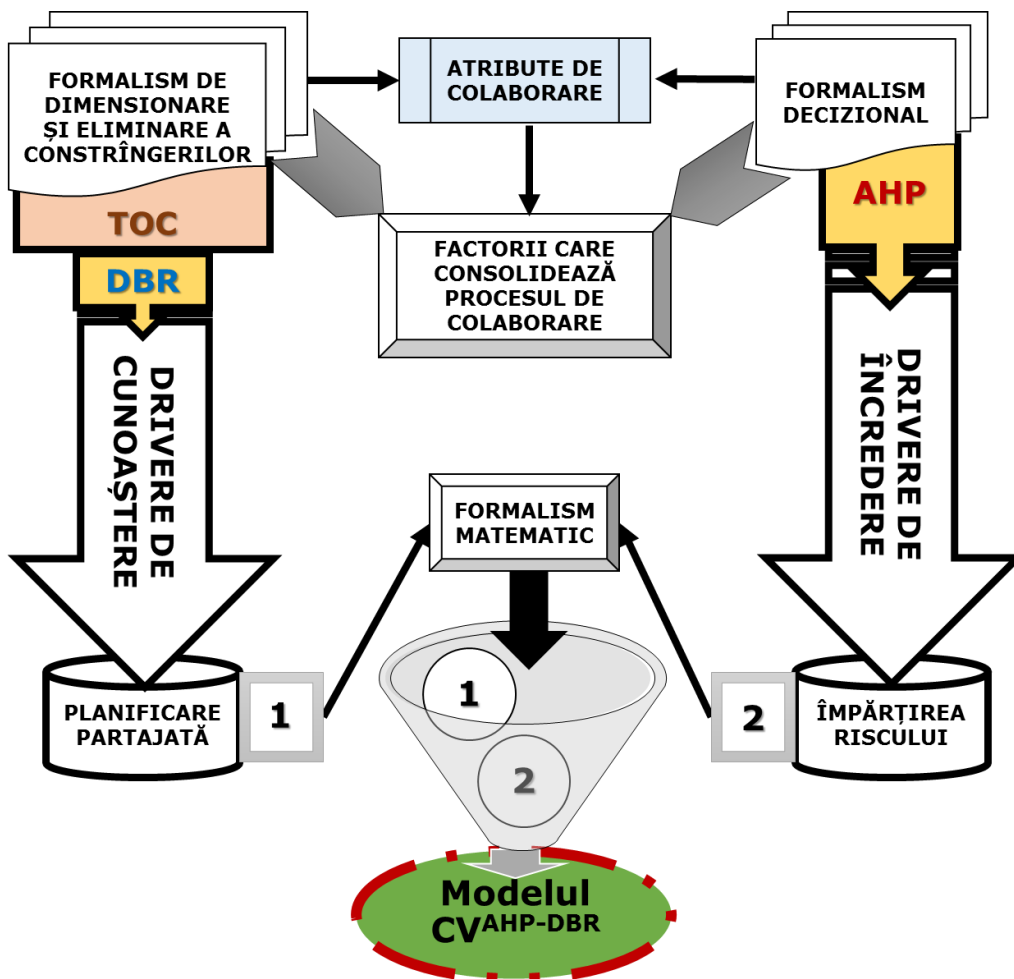 FORMALISM DE
DIMENSIONARE
ȘI ELIMINARE A
CONSTRÎNGERILOR
TOC
DBR
ATRIBUTE DE
COLABORARE
FORMALISM
DECIZIONAL
AHP
FACTORII CARE
CONSOLIDEAZĂ
PROCESUL DE
COLABORARE
DRIVERE DE
CUNOAȘTERE
DRIVERE DE
ÎNCREDERE
FORMALISM
MATEMATIC
PLANIFICARE
PARTAJATĂ
1
1
2
2
ÎMPĂRȚIREA
RISCULUI
Modelul
CVAHP-DBR